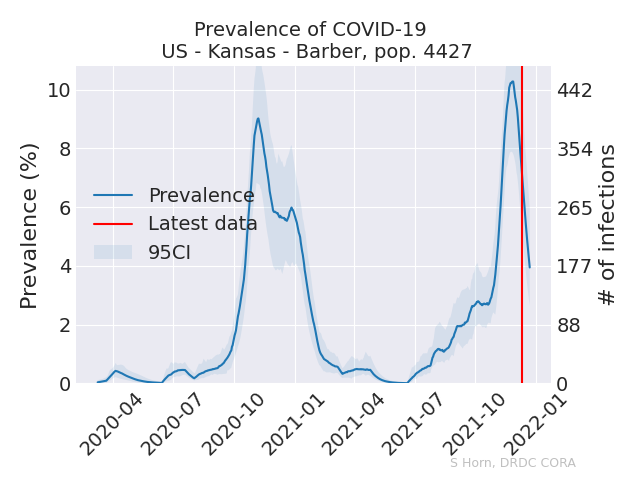 Prevalence of COVID-19
US - Kansas - Barber, pop. 4427
Prevalence (%)
10
8
6
4
2
0
Prevalence
Latest data
95CI
442
354
265
177
88
0
# of infections
2020-04
2020-07
2020-10
2021-01
2021-04
2021-07
2021-10
2022-01
S Horn, DRDC CORA